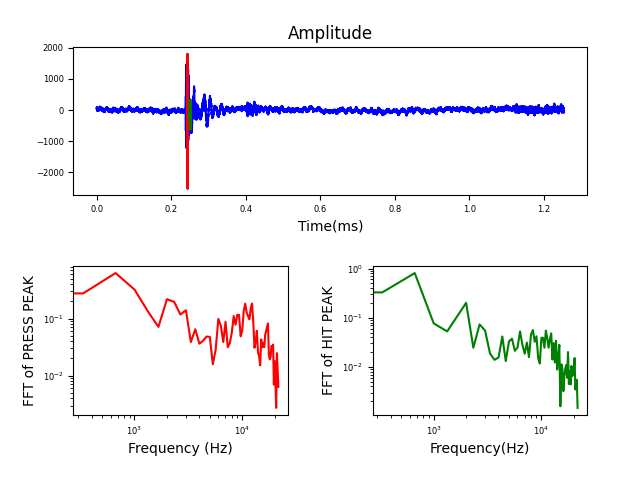 Amplitude
2000
1000
0
−1000
−2000
0.0 0.2 0.4 0.6 0.8 1.0 1.2
Time(ms)
FFT of PRESS PEAK
10⁻¹
10⁻²
10³ 10⁴
Frequency (Hz)
FFT of HIT PEAK
10⁰
10⁻¹
10⁻²
10³ 10⁴
Frequency(Hz)